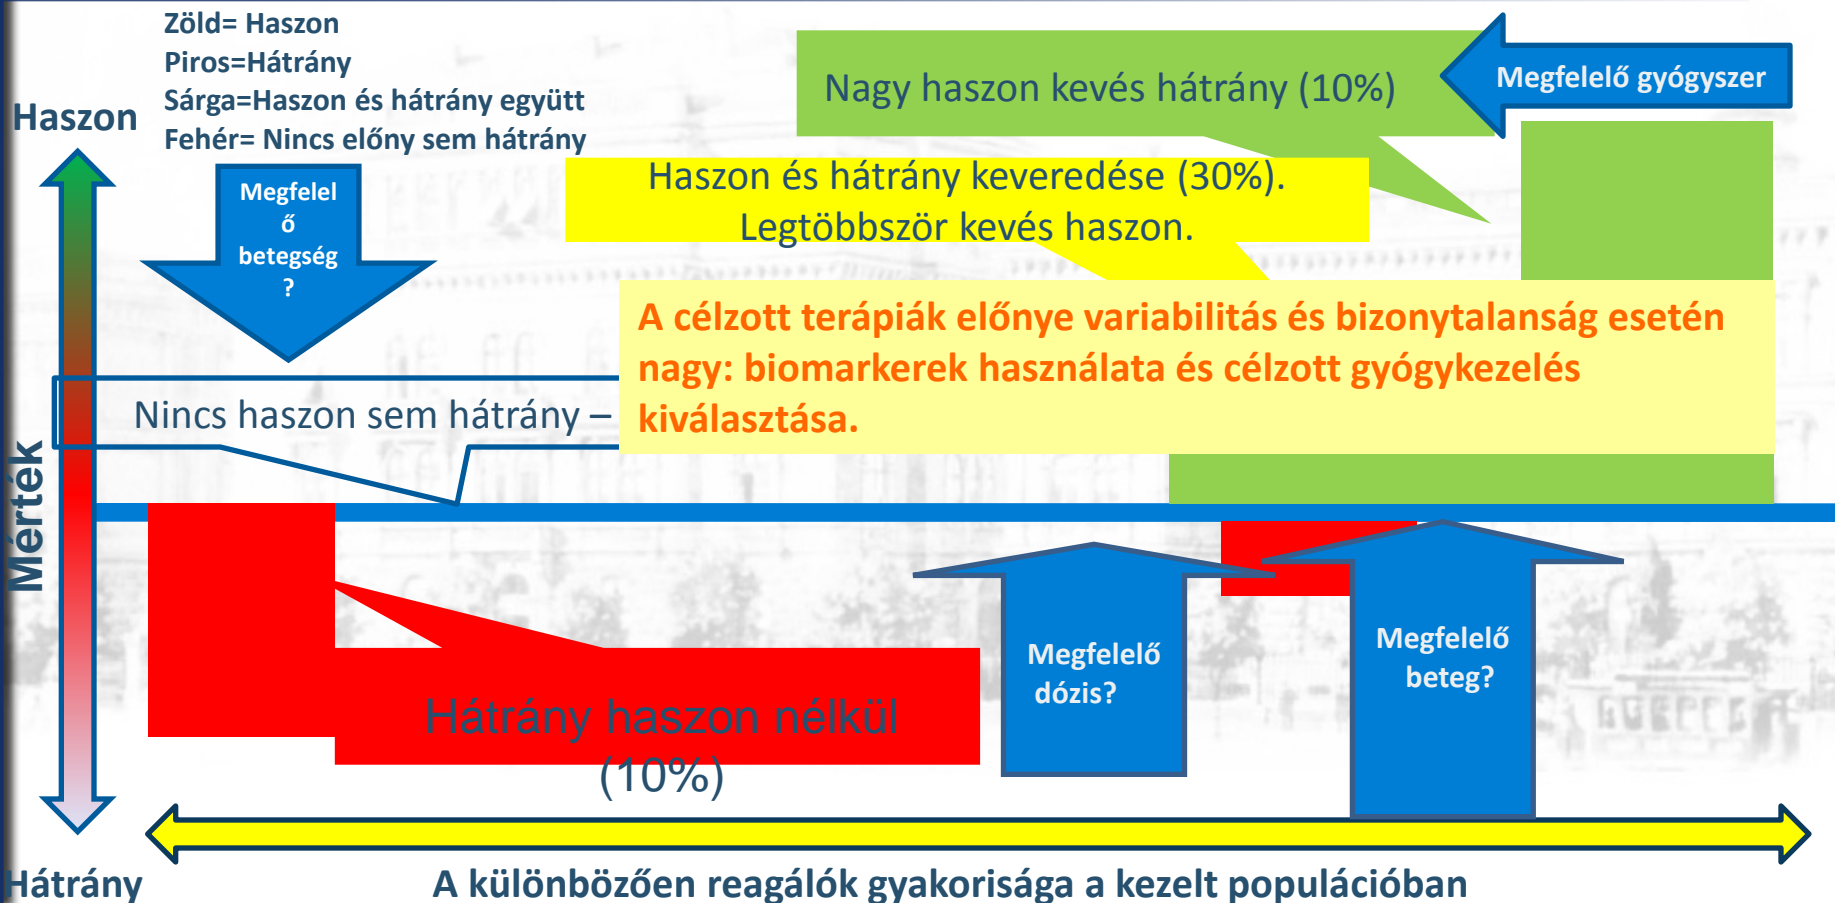 Zöld= Haszon
Piros=Hátrány
Sárga=Haszon és hátrány együtt
Fehér= Nincs előny sem hátrány
Haszon
Megfelel
ő
betegség
?
Nagy haszon kevés hátrány (10%)
Megfelelő gyógyszer
Haszon és hátrány keveredése (30%).
Legtöbbször kevés haszon.
A célzott terápiák előnye variabilitás és bizonytalanság esetén
nagy: biomarkerek használata és célzott gyógykezelés
kiválasztása.
Nincs haszon sem hátrány –
Mérték
Hátrány haszon nélkül
(10%)
Megfelelő
dózis?
Megfelelő
beteg?
Hátrány
A különbözően reagálók gyakorisága a kezelt populációban